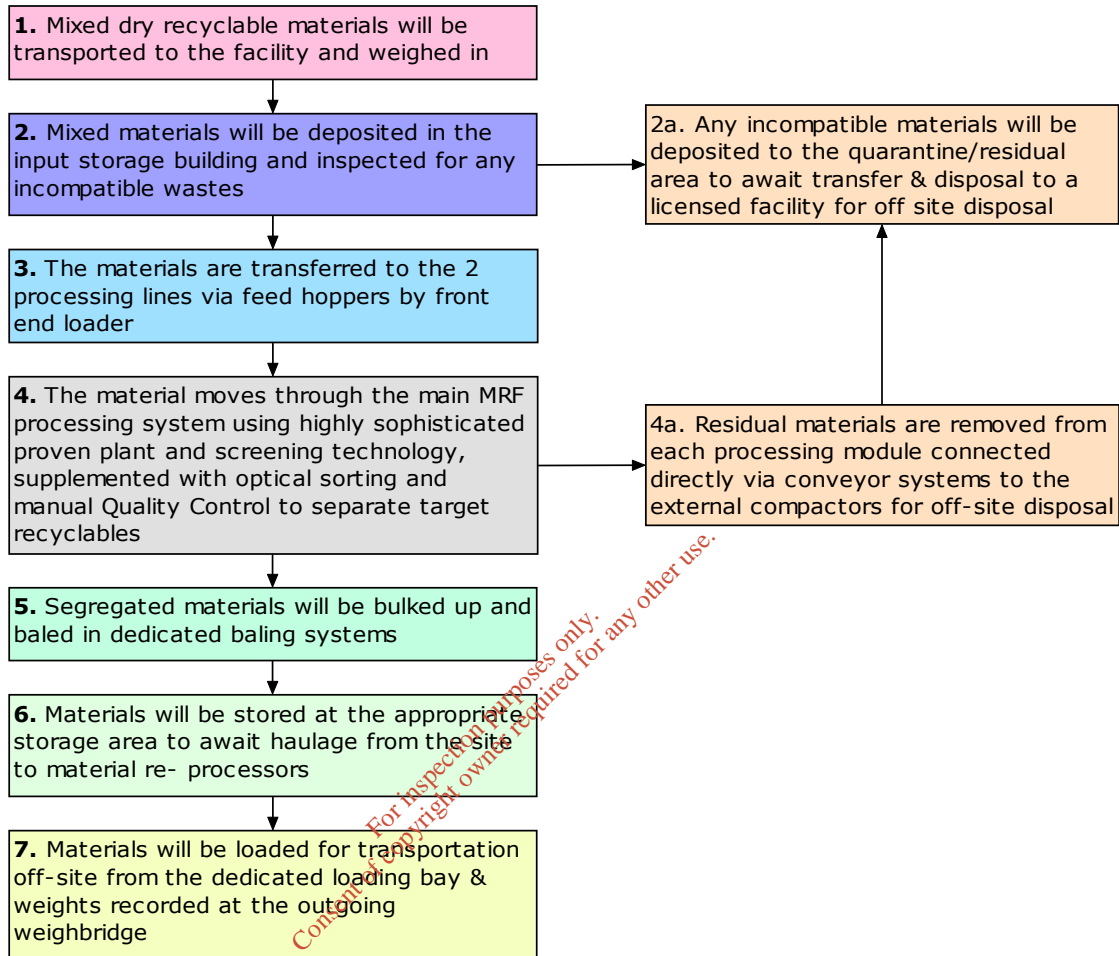 1. Mixed dry recyclable materials will be
transported to the facility and weighed in
2. Mixed materials will be deposited in the
input storage building and inspected for any
incompatible wastes
2a. Any incompatible materials will be
deposited to the quarantine/residual
area to await transfer & disposal to a
licensed facility for off site disposal
3. The materials are transferred to the 2
processing lines via feed hoppers by front
end loader
4. The material moves through the main MRF
processing system using highly sophisticated
proven plant and screening technology,
supplemented with optical sorting and
manual Quality Control to separate target
recyclables
4a. Residual materials are removed from
each processing module connected
directly via conveyor systems to the
external compactors for off-site disposal
5. Segregated materials will be bulked up and
baled in dedicated baling systems
6. Materials will be stored at the appropriate
storage area to await haulage from the site
to material re- processors
7. Materials will be loaded for transportation
off-site from the dedicated loading bay &
weights recorded at the outgoing
weighbridge
For inspection purposes only.
Consent of copyright owner required for any other use.